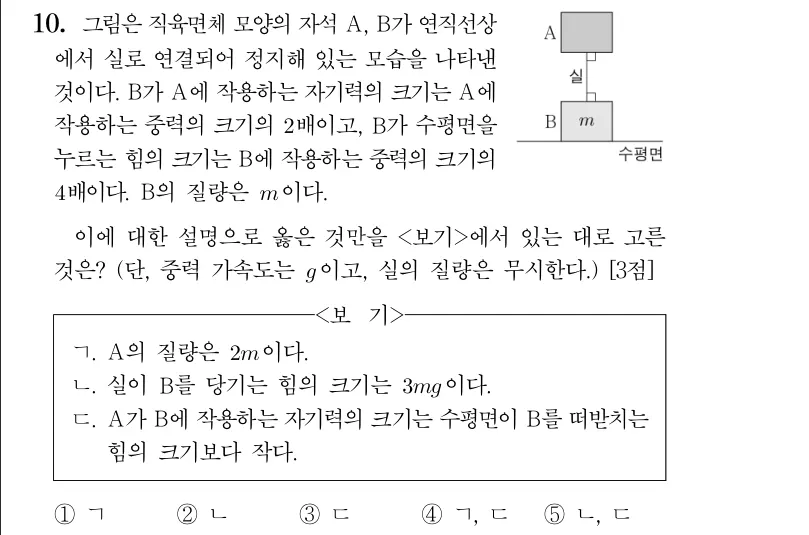 10. 그림은 직육면체 모양의 자석 A, B가 연직선상
에서 실로 연결되어 정지해 있는 모습을 나타낸
것이다. B가 A에 작용하는 자기력의 크기는 A에
작용하는 중력의 크기의 2배이고, B가 수평면을
누르는 힘의 크기는 B에 작용하는 중력의 크기의
4배이다. B의 질량은 m이다.
A
실
B m
수평면
이에 대한 설명으로 옳은 것만을 <보기>에서 있는 대로 고른
것은? (단, 중력 가속도는 g이고, 실의 질량은 무시한다.) [3점]
<보 기>
ㄱ. A의 질량은 2m이다.
ㄴ. 실이 B를 당기는 힘의 크기는 3mg이다.
ㄷ. A가 B에 작용하는 자기력의 크기는 수평면이 B를 떠받치는
힘의 크기보다 작다.
① ㄱ ② ㄴ ③ ㄷ ④ ㄱ, ㄷ ⑤ ㄴ, ㄷ